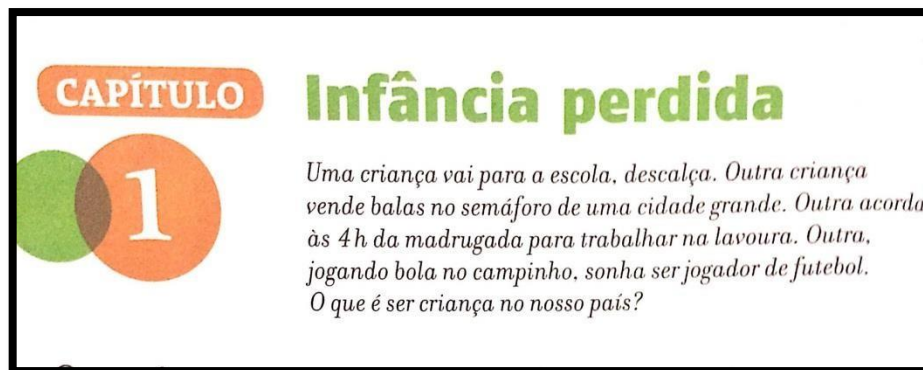 CAPÍTULO
1
Infância perdida
Uma criança vai para a escola, descalça. Outra criança
vende balas no semáforo de uma cidade grande. Outra acorda
às 4h da madrugada para trabalhar na lavoura. Outra,
jogando bola no campinho, sonha ser jogador de futebol.
O que é ser criança no nosso país?